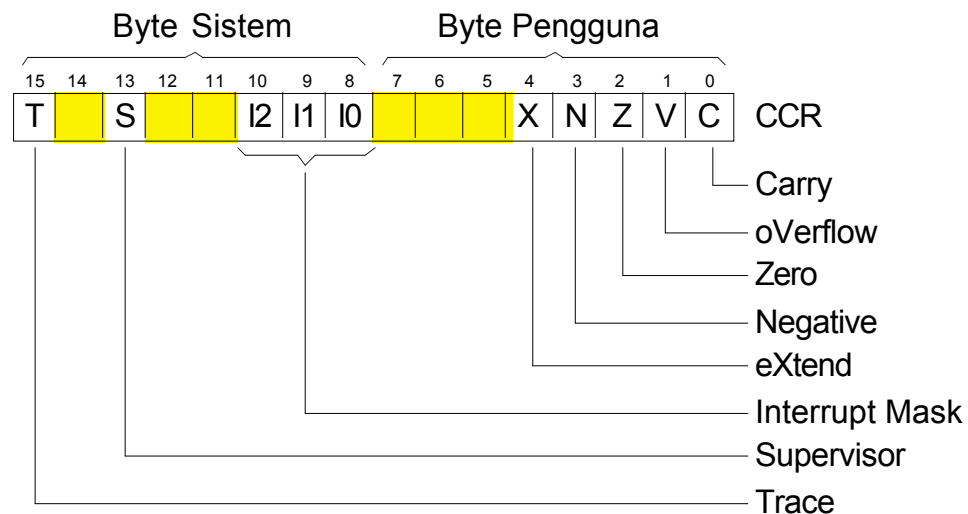 Byte Sistem Byte Pengguna
15 14 13 12 11 10 9 8 7 6 5 4 3 2 1 0
T S I2 I1 I0 X N Z V C CCR
Carry
oVerflow
Zero
Negative
eXtend
Interrupt Mask
Supervisor
Trace